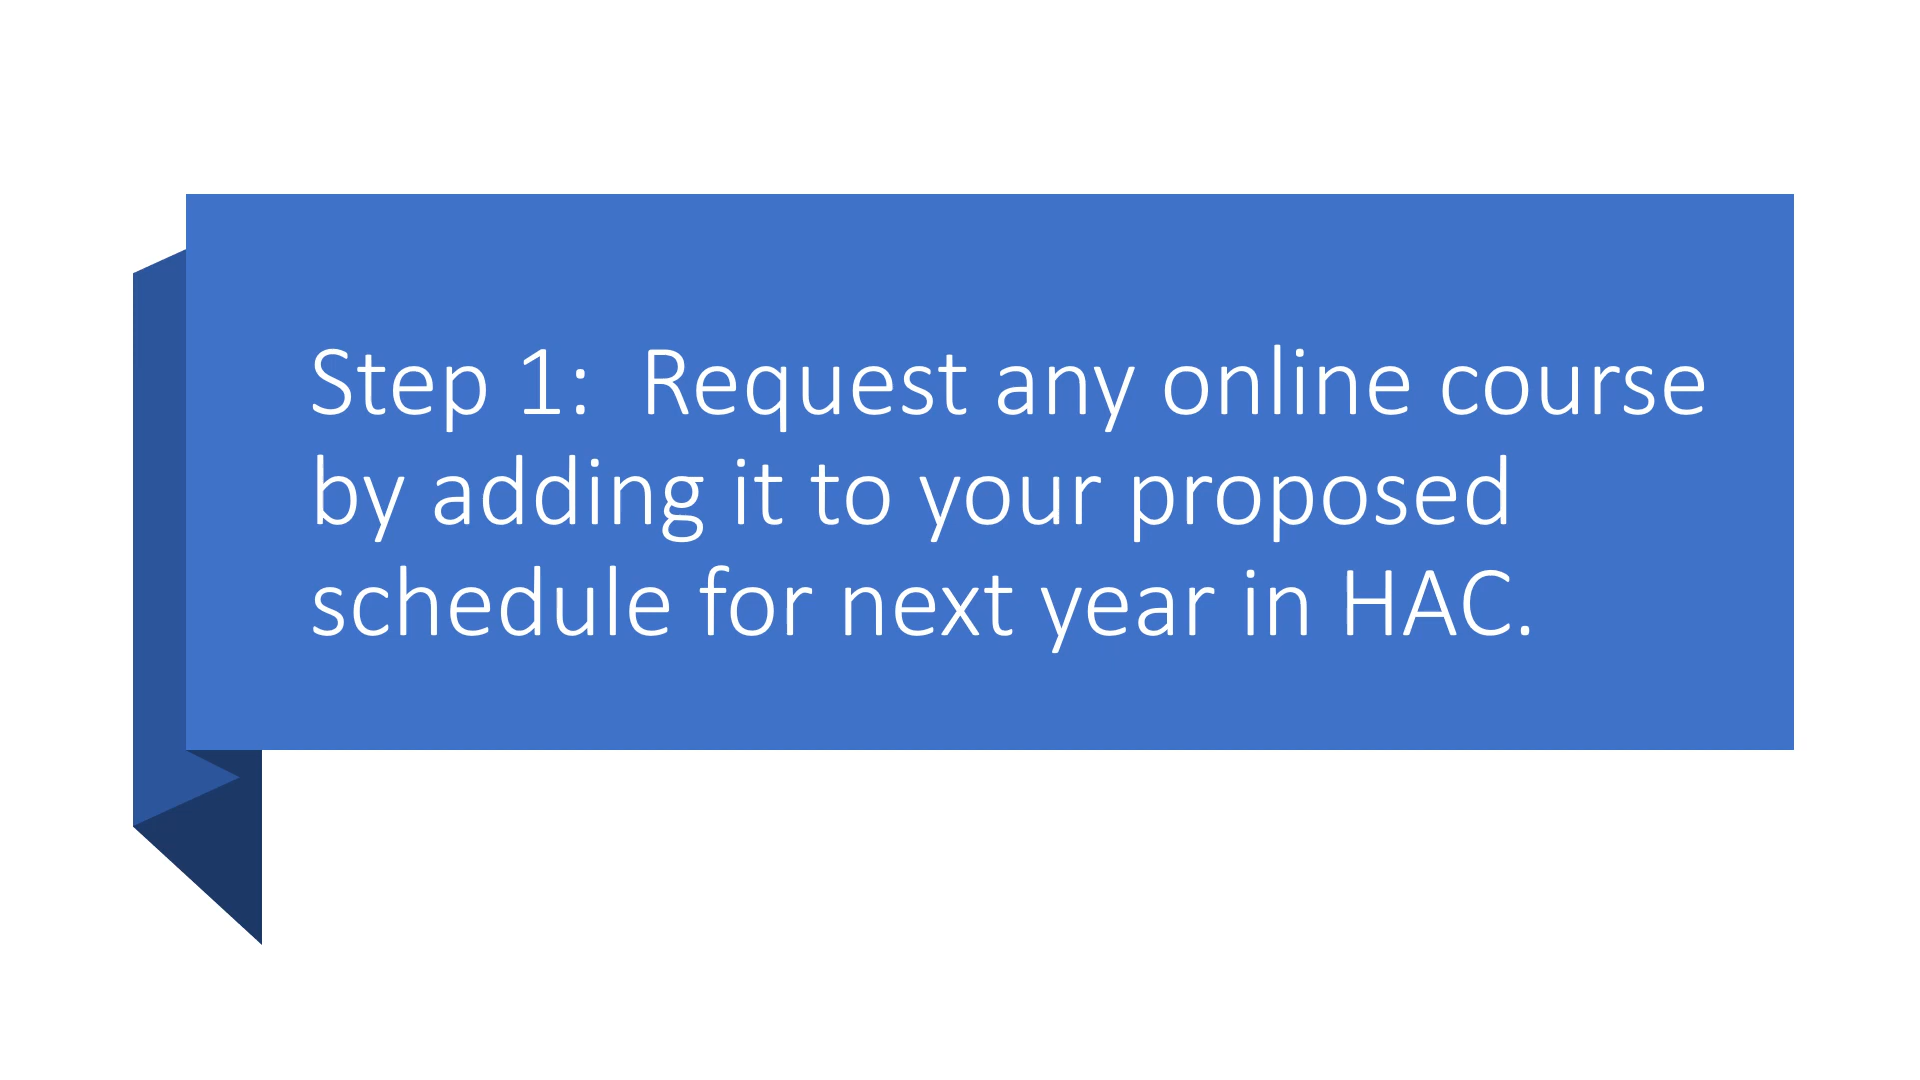 Step 1:  Request any online course
by adding it to your proposed
schedule for next year in HAC.